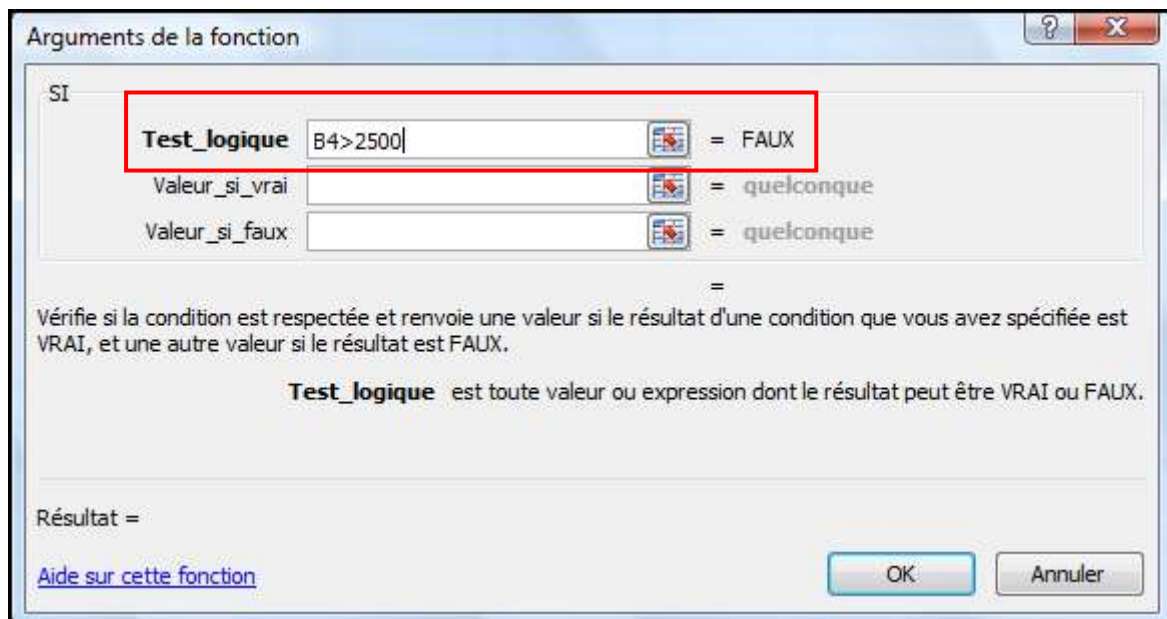 Arguments de la fonction
SI
Test_logique B4>2500 = FAUX
Valeur_si_vrai = quelconque
Valeur_si_faux = quelconque
=
Vérifie si la condition est respectée et renvoie une valeur si le résultat d'une condition que vous avez spécifiée est
VRAI, et une autre valeur si le résultat est FAUX.
Test_logique est toute valeur ou expression dont le résultat peut être VRAI ou FAUX.
Résultat =
Aide sur cette fonction OK Annuler